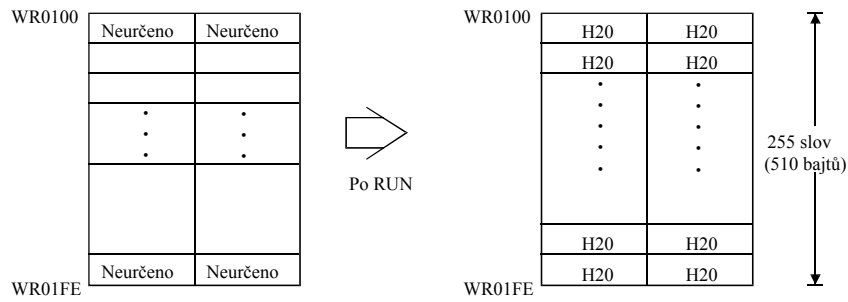 WR0100
Neurčeno Neurčeno
Neurčeno Neurčeno
WR01FE
Po RUN
WR0100
H20 H20
H20 H20
H20 H20
H20 H20
WR01FE
255 slov
(510 bajtů)